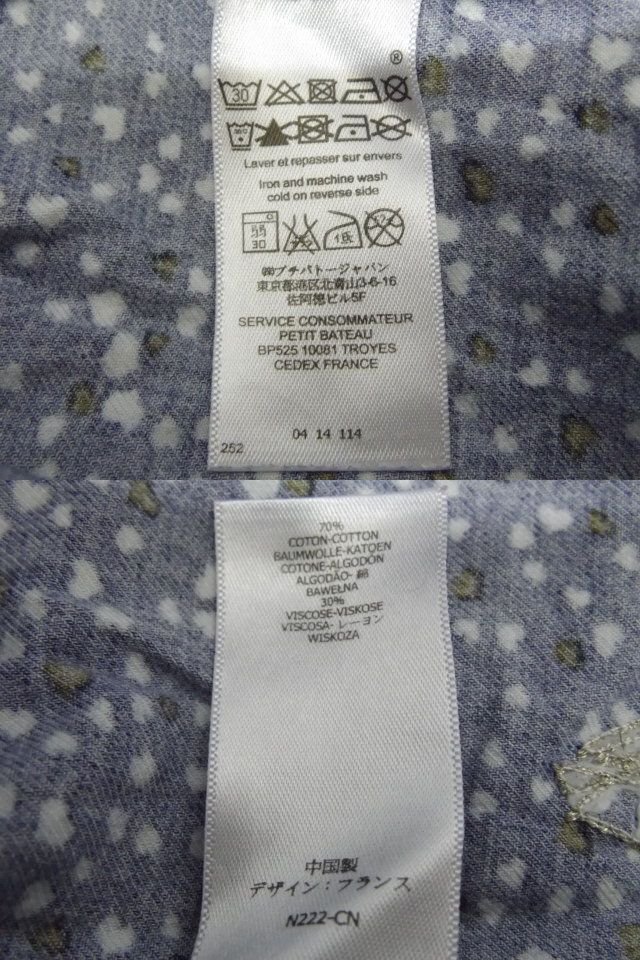 ®
30
Laver et repasser sur envers
Iron and machine wash
cold on reverse side
30
㈱プチバトージャパン
東京都港区北青山3-6-16
佐阿徳ビル5F
SERVICE CONSOMMATEUR
PETIT BATEAU
BP525 10081 TROYES
CEDEX FRANCE
04 14 114
252
70%
COTON-COTTON
BAUMWOLLE-KATOEN
COTONE-ALGODÓN
ALGODÃO- 綿
BAWEŁNA
30%
VISCOSE-VISKOSE
VISCOSA- レーヨン
WISKOZA
中国製
デザイン：フランス
N222-CN